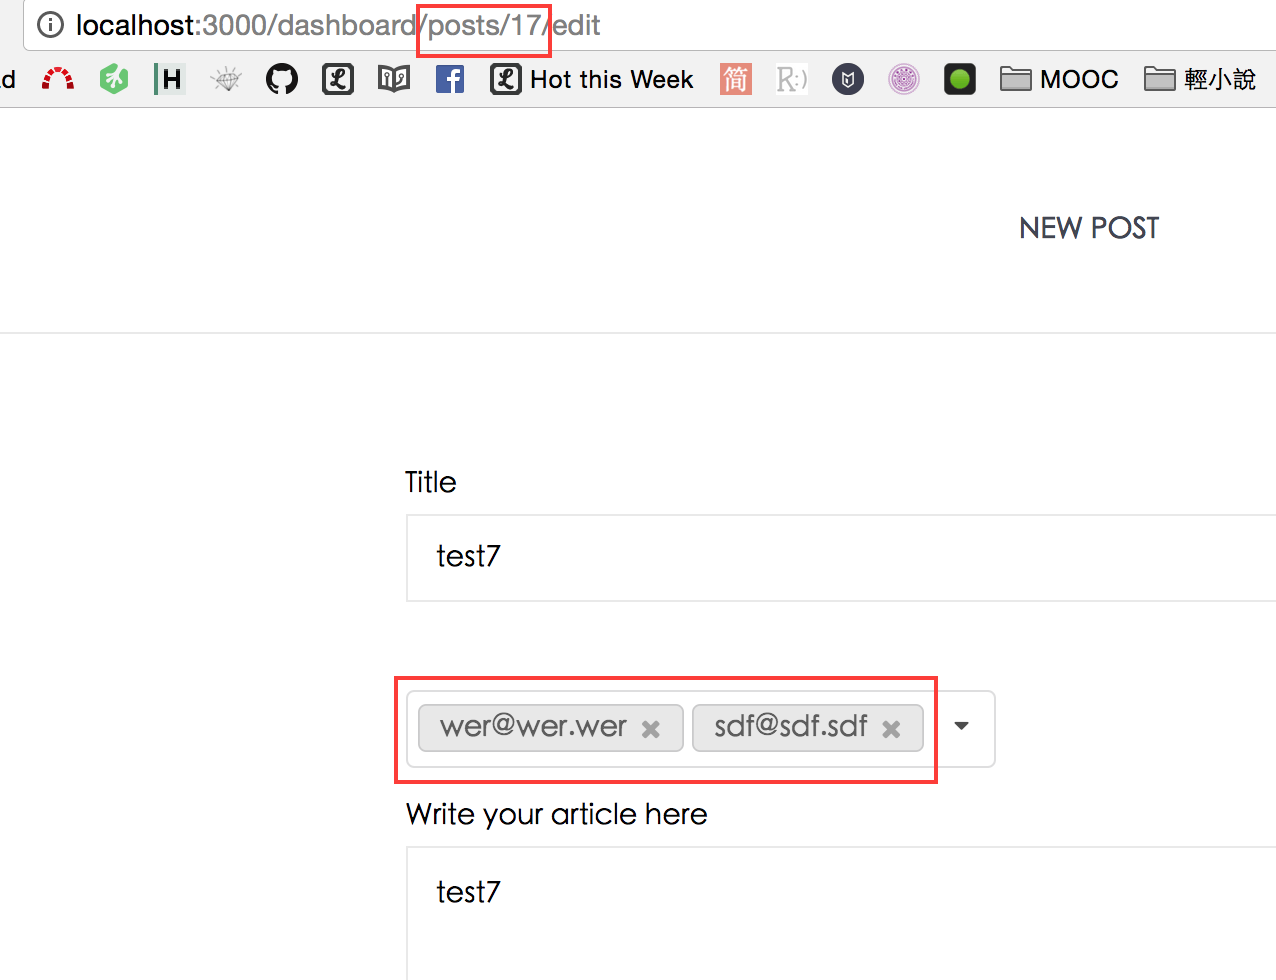 localhost:3000/dashboard/posts/17/edit
d H Hot this Week 简 R:) MOOC 輕小說
NEW POST
Title
test7
wer@wer.wer sdf@sdf.sdf
Write your article here
test7